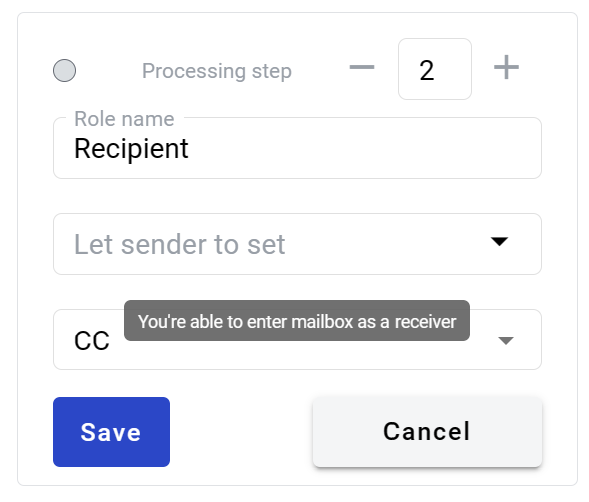 Processing step
2
Role name
Recipient
Let sender to set
You're able to enter mailbox as a receiver
CC
Save
Cancel